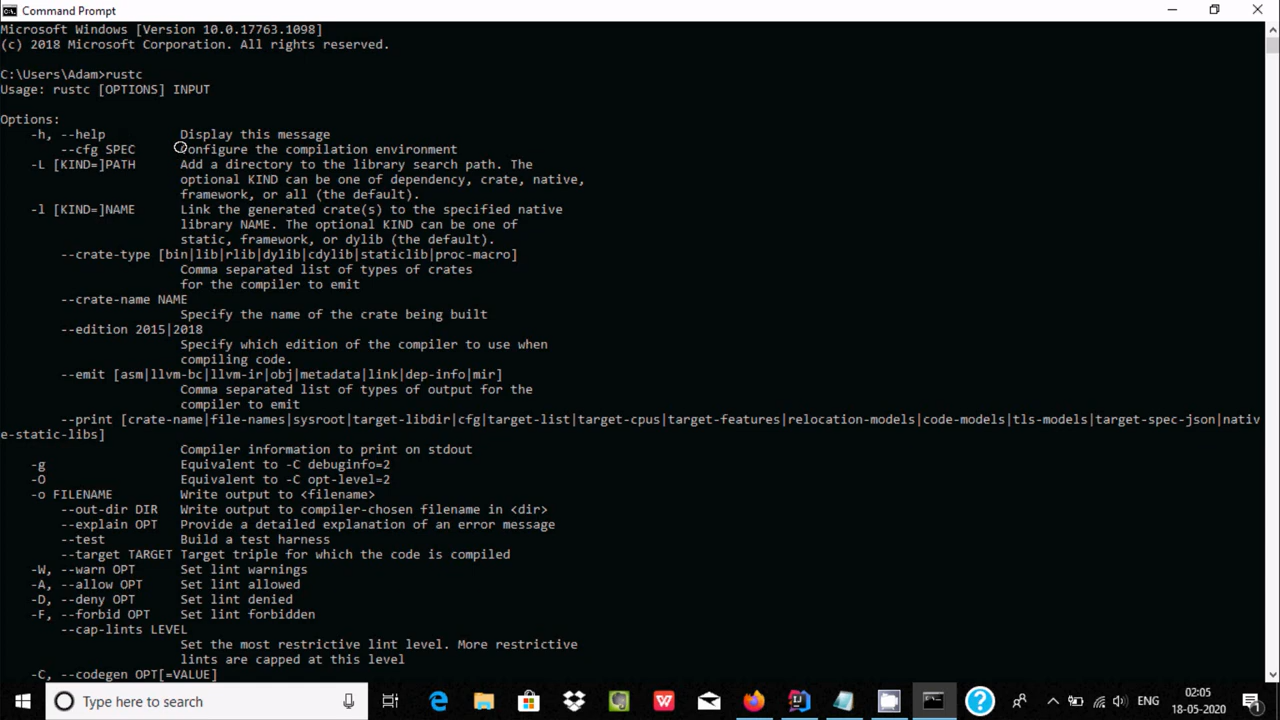 Command Prompt
Microsoft Windows [Version 10.0.17763.1098]
(c) 2018 Microsoft Corporation. All rights reserved.
C:\Users\Adam>rustc
Usage: rustc [OPTIONS] INPUT
Options:
    -h, --help          Display this message
        --cfg SPEC      Configure the compilation environment
    -L [KIND=]PATH      Add a directory to the library search path. The
                        optional KIND can be one of dependency, crate, native,
                        framework, or all (the default).
    -l [KIND=]NAME      Link the generated crate(s) to the specified native
                        library NAME. The optional KIND can be one of
                        static, framework, or dylib (the default).
        --crate-type [bin|lib|rlib|dylib|cdylib|staticlib|proc-macro]
                        Comma separated list of types of crates
                        for the compiler to emit
        --crate-name NAME
                        Specify the name of the crate being built
        --edition 2015|2018
                        Specify which edition of the compiler to use when
                        compiling code.
        --emit [asm|llvm-bc|llvm-ir|obj|metadata|link|dep-info|mir]
                        Comma separated list of types of output for the
                        compiler to emit
        --print [crate-name|file-names|sysroot|target-libdir|cfg|target-list|target-cpus|target-features|relocation-models|code-models|tls-models|target-spec-json|nativ
e-static-libs]
                        Compiler information to print on stdout
    -g                  Equivalent to -C debuginfo=2
    -O                  Equivalent to -C opt-level=2
    -o FILENAME         Write output to <filename>
        --out-dir DIR   Write output to compiler-chosen filename in <dir>
        --explain OPT   Provide a detailed explanation of an error message
        --test          Build a test harness
        --target TARGET Target triple for which the code is compiled
    -W, --warn OPT      Set lint warnings
    -A, --allow OPT     Set lint allowed
    -D, --deny OPT      Set lint denied
    -F, --forbid OPT    Set lint forbidden
        --cap-lints LEVEL
                        Set the most restrictive lint level. More restrictive
                        lints are capped at this level
    -C, --codegen OPT[=VALUE]
Type here to search
ENG
02:05
18-05-2020